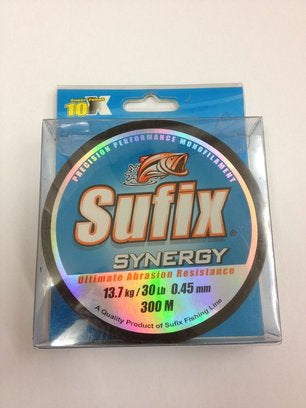 10X
PRECISION PERFORMANCE MONOFILAMENT
Sufix®
SYNERGY
Ultimate Abrasion Resistance
13.7 kg / 30 Lb 0.45 mm
300 M
A Quality Product of Sufix Fishing Line